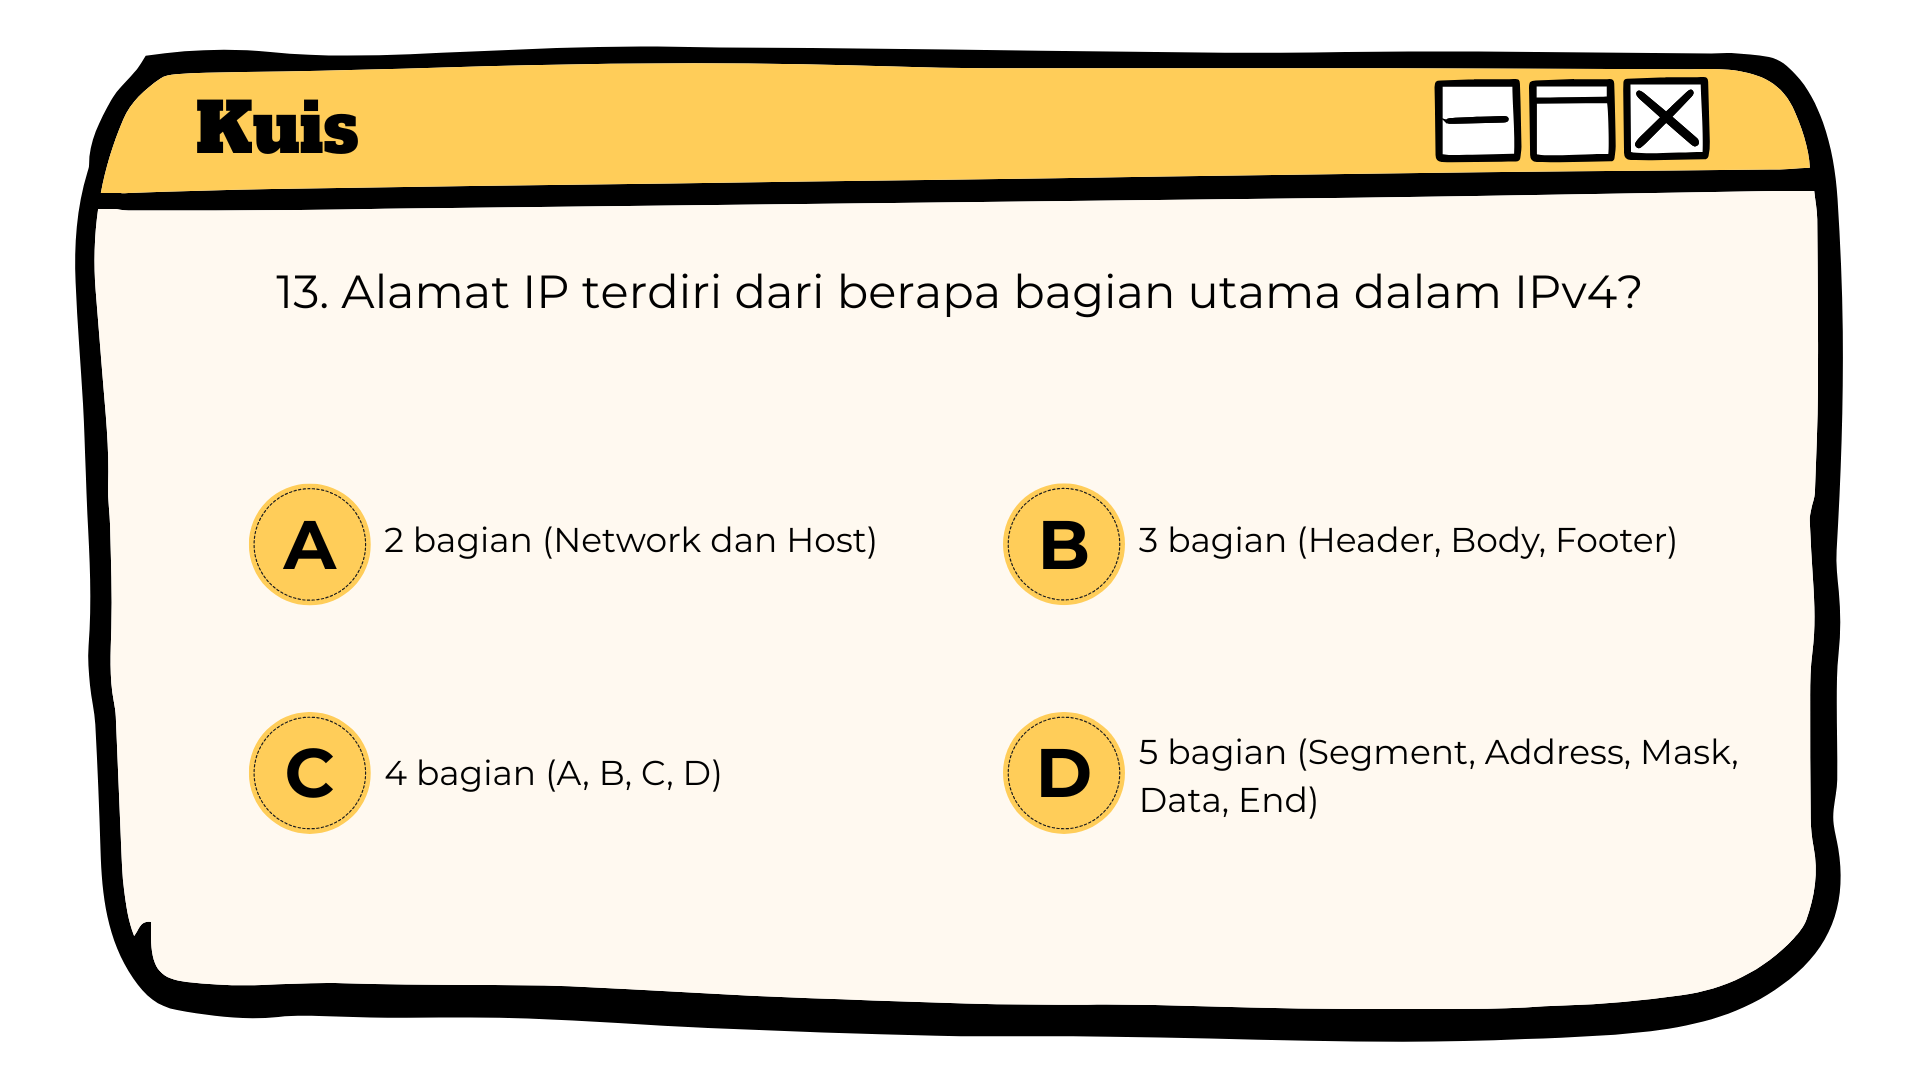 Kuis
13. Alamat IP terdiri dari berapa bagian utama dalam IPv4?
A
2 bagian (Network dan Host)
B
3 bagian (Header, Body, Footer)
C
4 bagian (A, B, C, D)
D
5 bagian (Segment, Address, Mask,
Data, End)